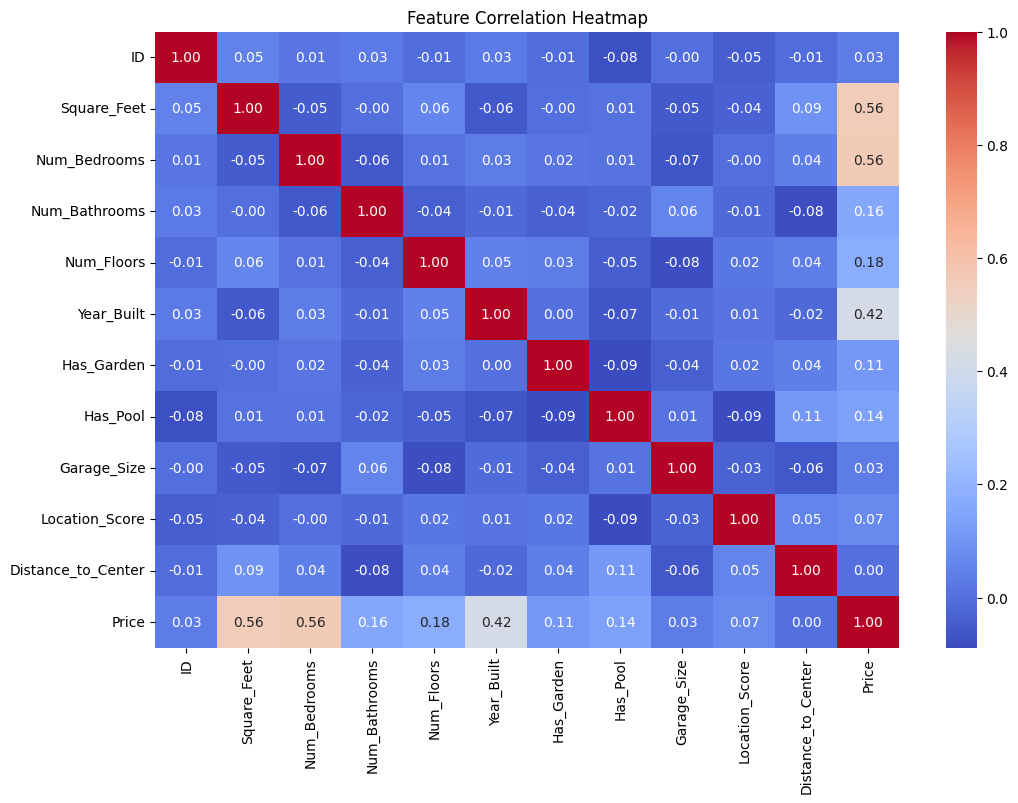 Feature Correlation Heatmap
ID 1.00 0.05 0.01 0.03 -0.01 0.03 -0.01 -0.08 -0.00 -0.05 -0.01 0.03
Square_Feet 0.05 1.00 -0.05 -0.00 0.06 -0.06 -0.00 0.01 -0.05 -0.04 0.09 0.56
Num_Bedrooms 0.01 -0.05 1.00 -0.06 0.01 0.03 0.02 0.01 -0.07 -0.00 0.04 0.56
Num_Bathrooms 0.03 -0.00 -0.06 1.00 -0.04 -0.01 -0.04 -0.02 0.06 -0.01 -0.08 0.16
Num_Floors -0.01 0.06 0.01 -0.04 1.00 0.05 0.03 -0.05 -0.08 0.02 0.04 0.18
Year_Built 0.03 -0.06 0.03 -0.01 0.05 1.00 0.00 -0.07 -0.01 0.01 -0.02 0.42
Has_Garden -0.01 -0.00 0.02 -0.04 0.03 0.00 1.00 -0.09 -0.04 0.02 0.04 0.11
Has_Pool -0.08 0.01 0.01 -0.02 -0.05 -0.07 -0.09 1.00 0.01 -0.09 0.11 0.14
Garage_Size -0.00 -0.05 -0.07 0.06 -0.08 -0.01 -0.04 0.01 1.00 -0.03 -0.06 0.03
Location_Score -0.05 -0.04 -0.00 -0.01 0.02 0.01 0.02 -0.09 -0.03 1.00 0.05 0.07
Distance_to_Center -0.01 0.09 0.04 -0.08 0.04 -0.02 0.04 0.11 -0.06 0.05 1.00 0.00
Price 0.03 0.56 0.56 0.16 0.18 0.42 0.11 0.14 0.03 0.07 0.00 1.00
ID
Square_Feet
Num_Bedrooms
Num_Bathrooms
Num_Floors
Year_Built
Has_Garden
Has_Pool
Garage_Size
Location_Score
Distance_to_Center
Price
1.0
0.8
0.6
0.4
0.2
0.0